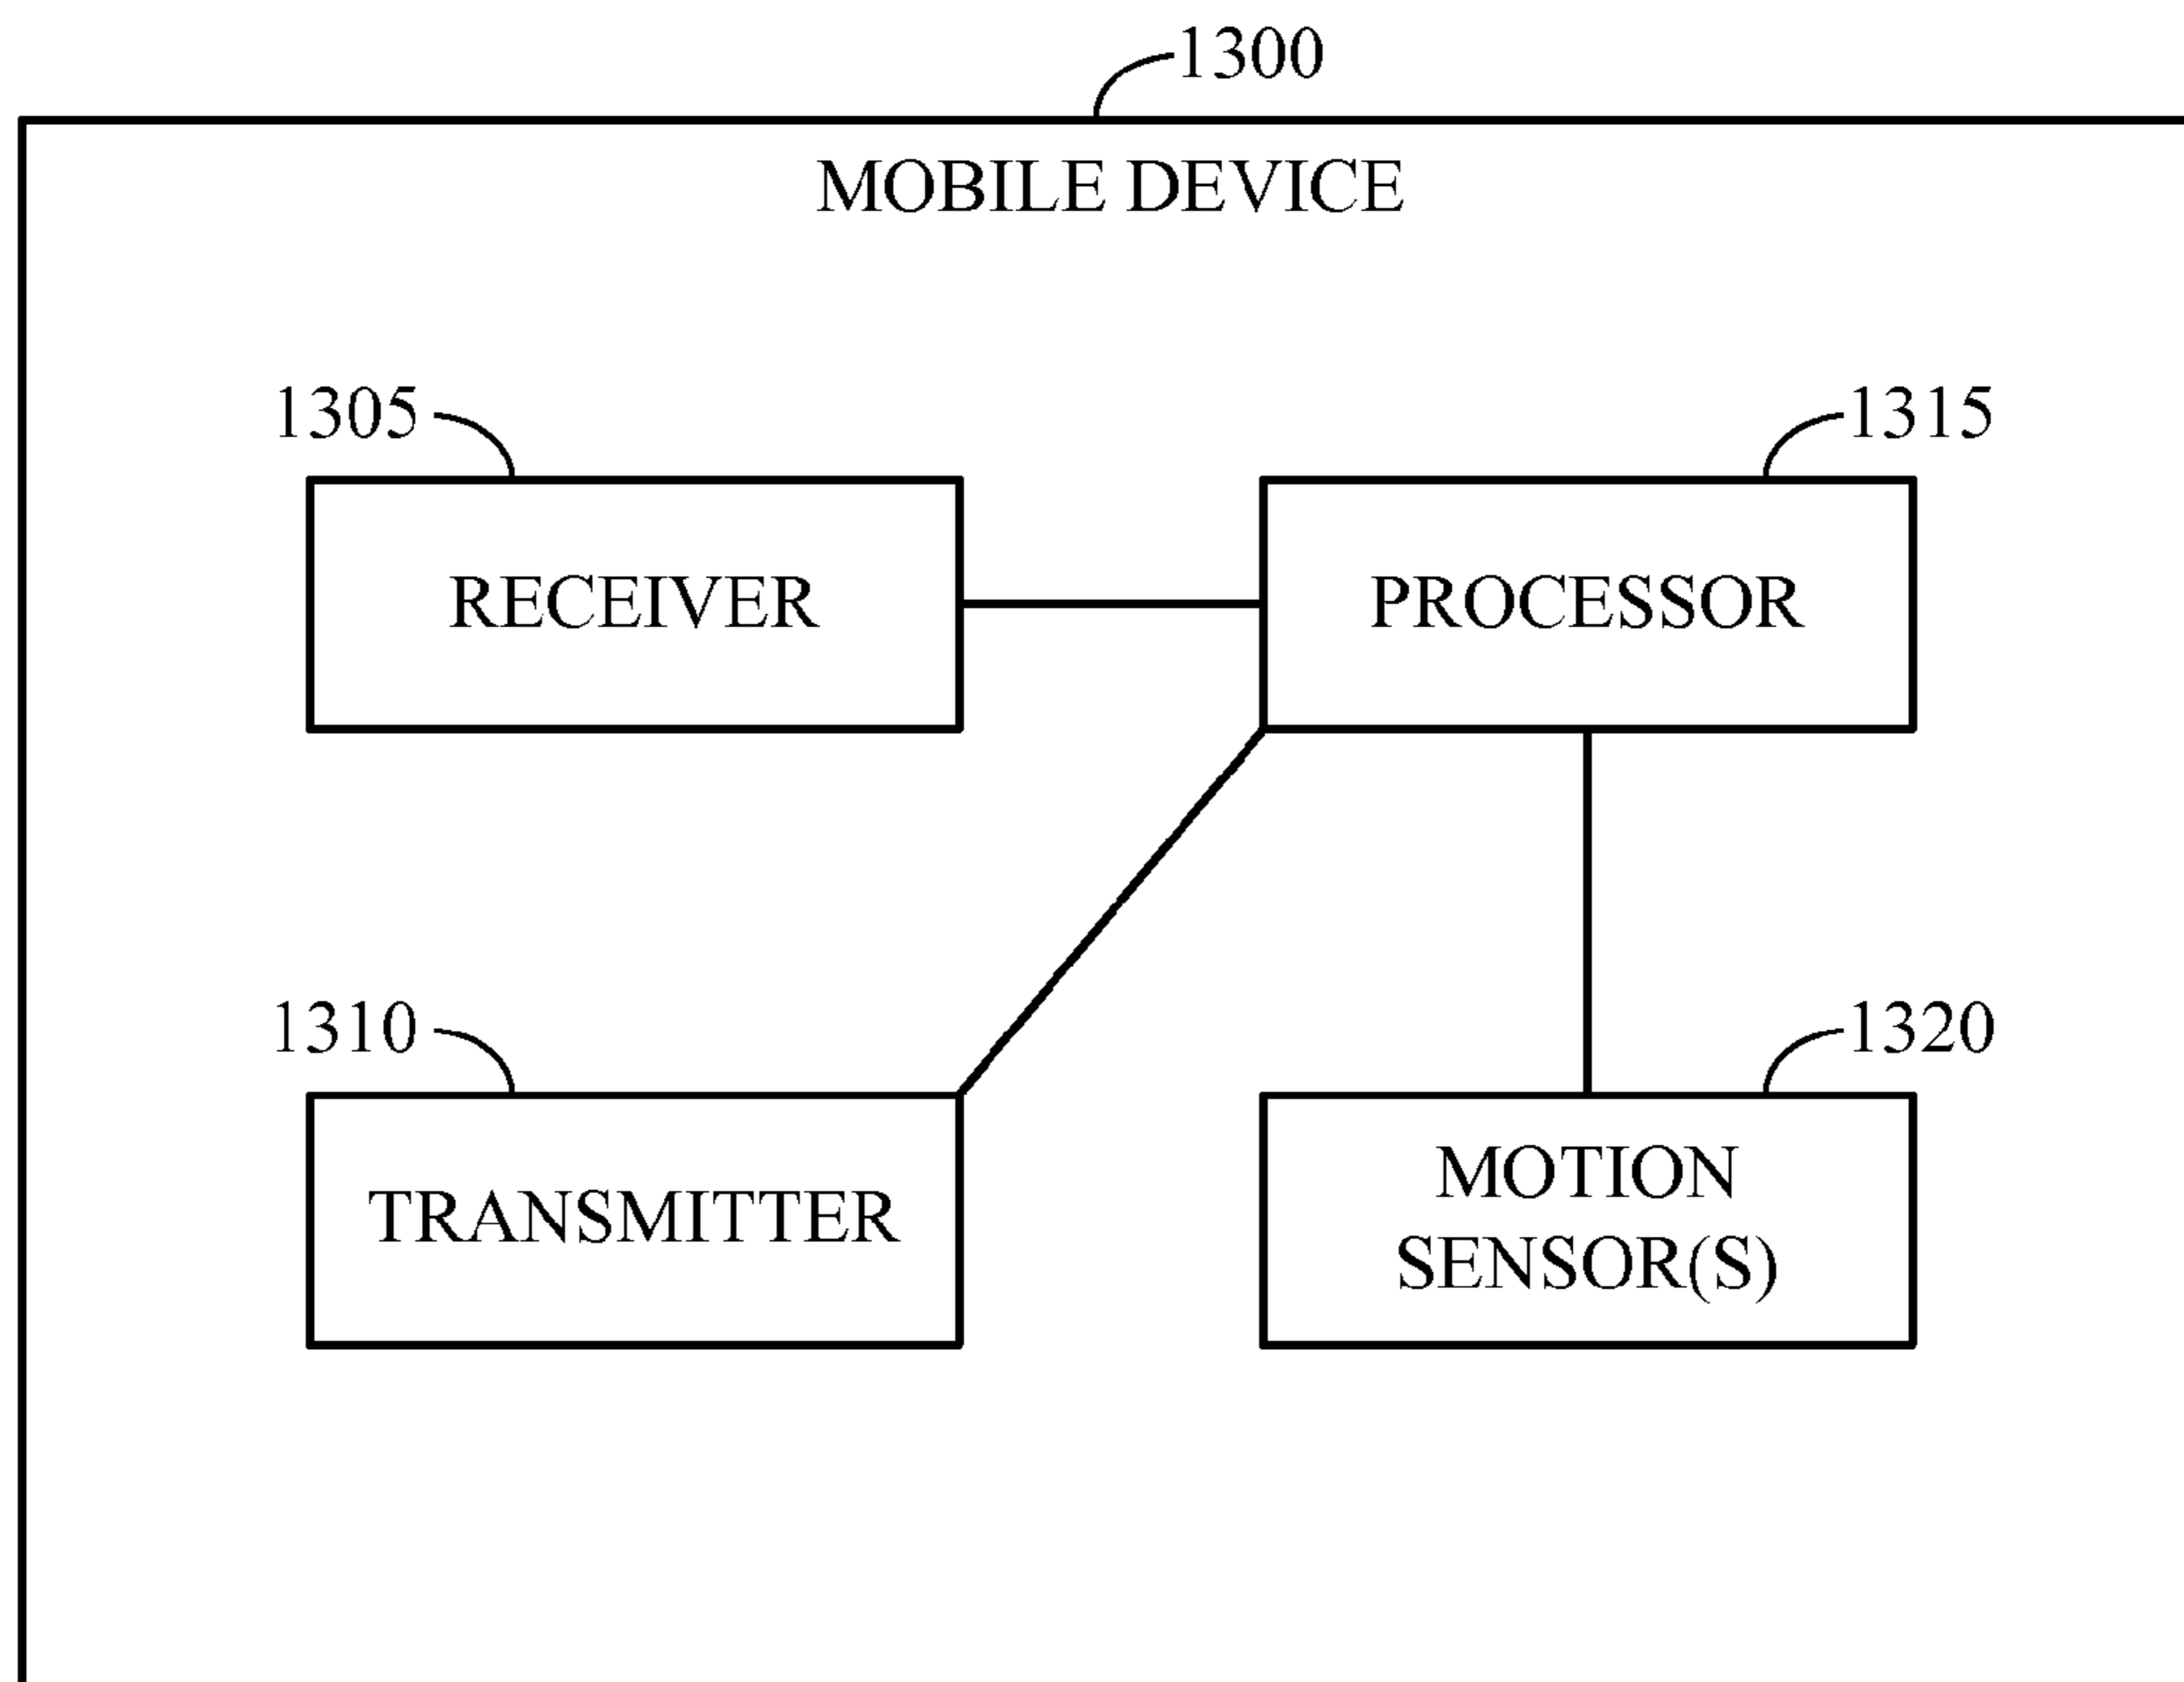 1300
MOBILE DEVICE
1305
1315
RECEIVER
PROCESSOR
1310
1320
TRANSMITTER
MOTION
SENSOR(S)